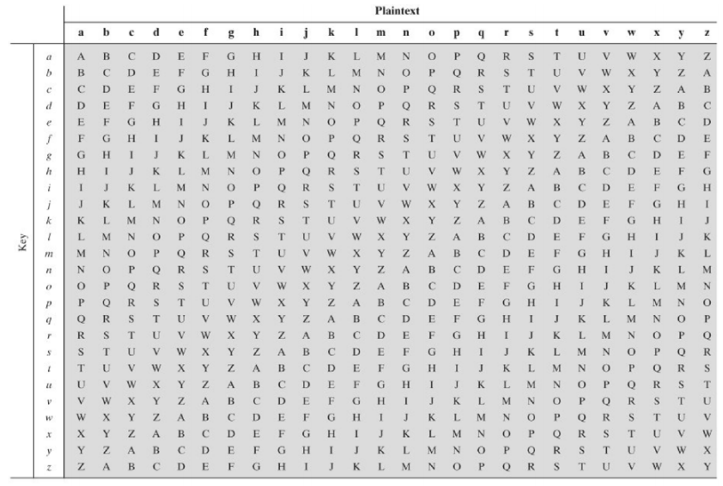 Plaintext
a b c d e f g h i j k l m n o p q r s t u v w x y z
a A B C D E F G H I J K L M N O P Q R S T U V W X Y Z
b B C D E F G H I J K L M N O P Q R S T U V W X Y Z A
c C D E F G H I J K L M N O P Q R S T U V W X Y Z A B
d D E F G H I J K L M N O P Q R S T U V W X Y Z A B C
e E F G H I J K L M N O P Q R S T U V W X Y Z A B C D
f F G H I J K L M N O P Q R S T U V W X Y Z A B C D E
g G H I J K L M N O P Q R S T U V W X Y Z A B C D E F
h H I J K L M N O P Q R S T U V W X Y Z A B C D E F G
i I J K L M N O P Q R S T U V W X Y Z A B C D E F G H
j J K L M N O P Q R S T U V W X Y Z A B C D E F G H I
k K L M N O P Q R S T U V W X Y Z A B C D E F G H I J
Key
l L M N O P Q R S T U V W X Y Z A B C D E F G H I J K
m M N O P Q R S T U V W X Y Z A B C D E F G H I J K L
n N O P Q R S T U V W X Y Z A B C D E F G H I J K L M
o O P Q R S T U V W X Y Z A B C D E F G H I J K L M N
p P Q R S T U V W X Y Z A B C D E F G H I J K L M N O
q Q R S T U V W X Y Z A B C D E F G H I J K L M N O P
r R S T U V W X Y Z A B C D E F G H I J K L M N O P Q
s S T U V W X Y Z A B C D E F G H I J K L M N O P Q R
t T U V W X Y Z A B C D E F G H I J K L M N O P Q R S
u U V W X Y Z A B C D E F G H I J K L M N O P Q R S T
v V W X Y Z A B C D E F G H I J K L M N O P Q R S T U
w W X Y Z A B C D E F G H I J K L M N O P Q R S T U V
x X Y Z A B C D E F G H I J K L M N O P Q R S T U V W
y Y Z A B C D E F G H I J K L M N O P Q R S T U V W X
z Z A B C D E F G H I J K L M N O P Q R S T U V W X Y